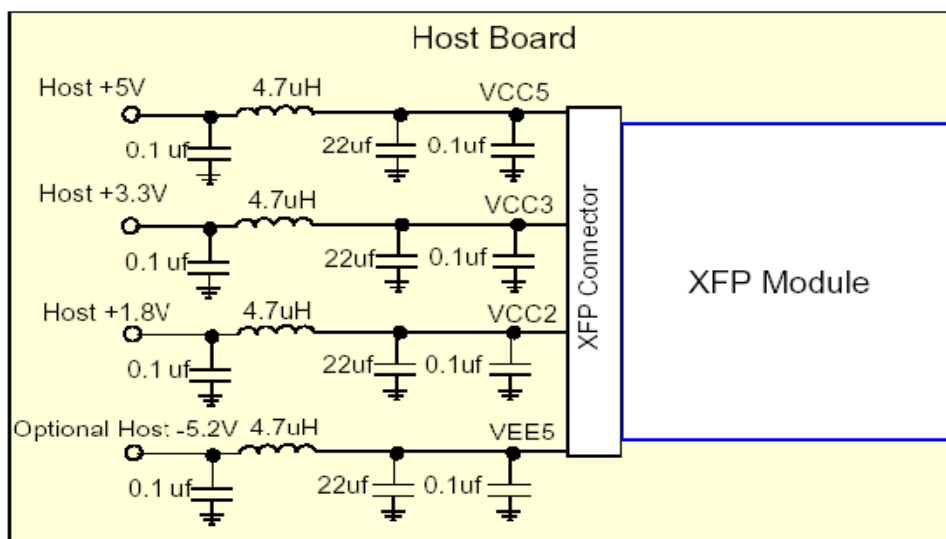 Host Board
Host +5V
4.7uH
VCC5
0.1 uf
22uf
0.1uf
Host +3.3V
4.7uH
VCC3
0.1 uf
22uf
0.1uf
Host +1.8V
4.7uH
VCC2
0.1 uf
22uf
0.1uf
Optional Host -5.2V
4.7uH
VEE5
0.1 uf
22uf
0.1uf
XFP Connector
XFP Module